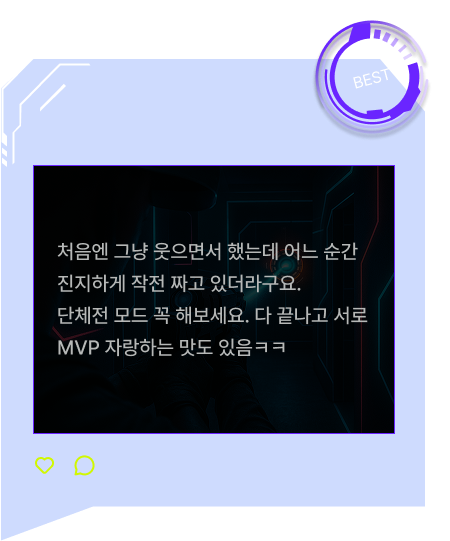 BEST
처음엔 그냥 웃으면서 했는데 어느 순간
진지하게 작전 짜고 있더라구요.
단체전 모드 꼭 해보세요. 다 끝나고 서로
MVP 자랑하는 맛도 있음ㅋㅋ